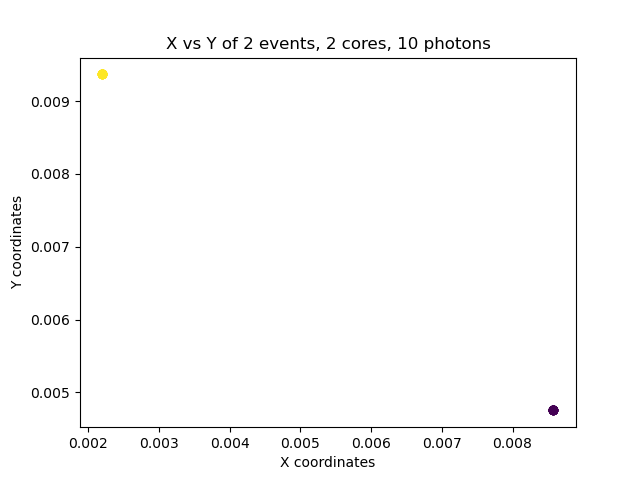 X vs Y of 2 events, 2 cores, 10 photons
0.009
0.008
0.007
0.006
0.005
Y coordinates
0.002 0.003 0.004 0.005 0.006 0.007 0.008
X coordinates